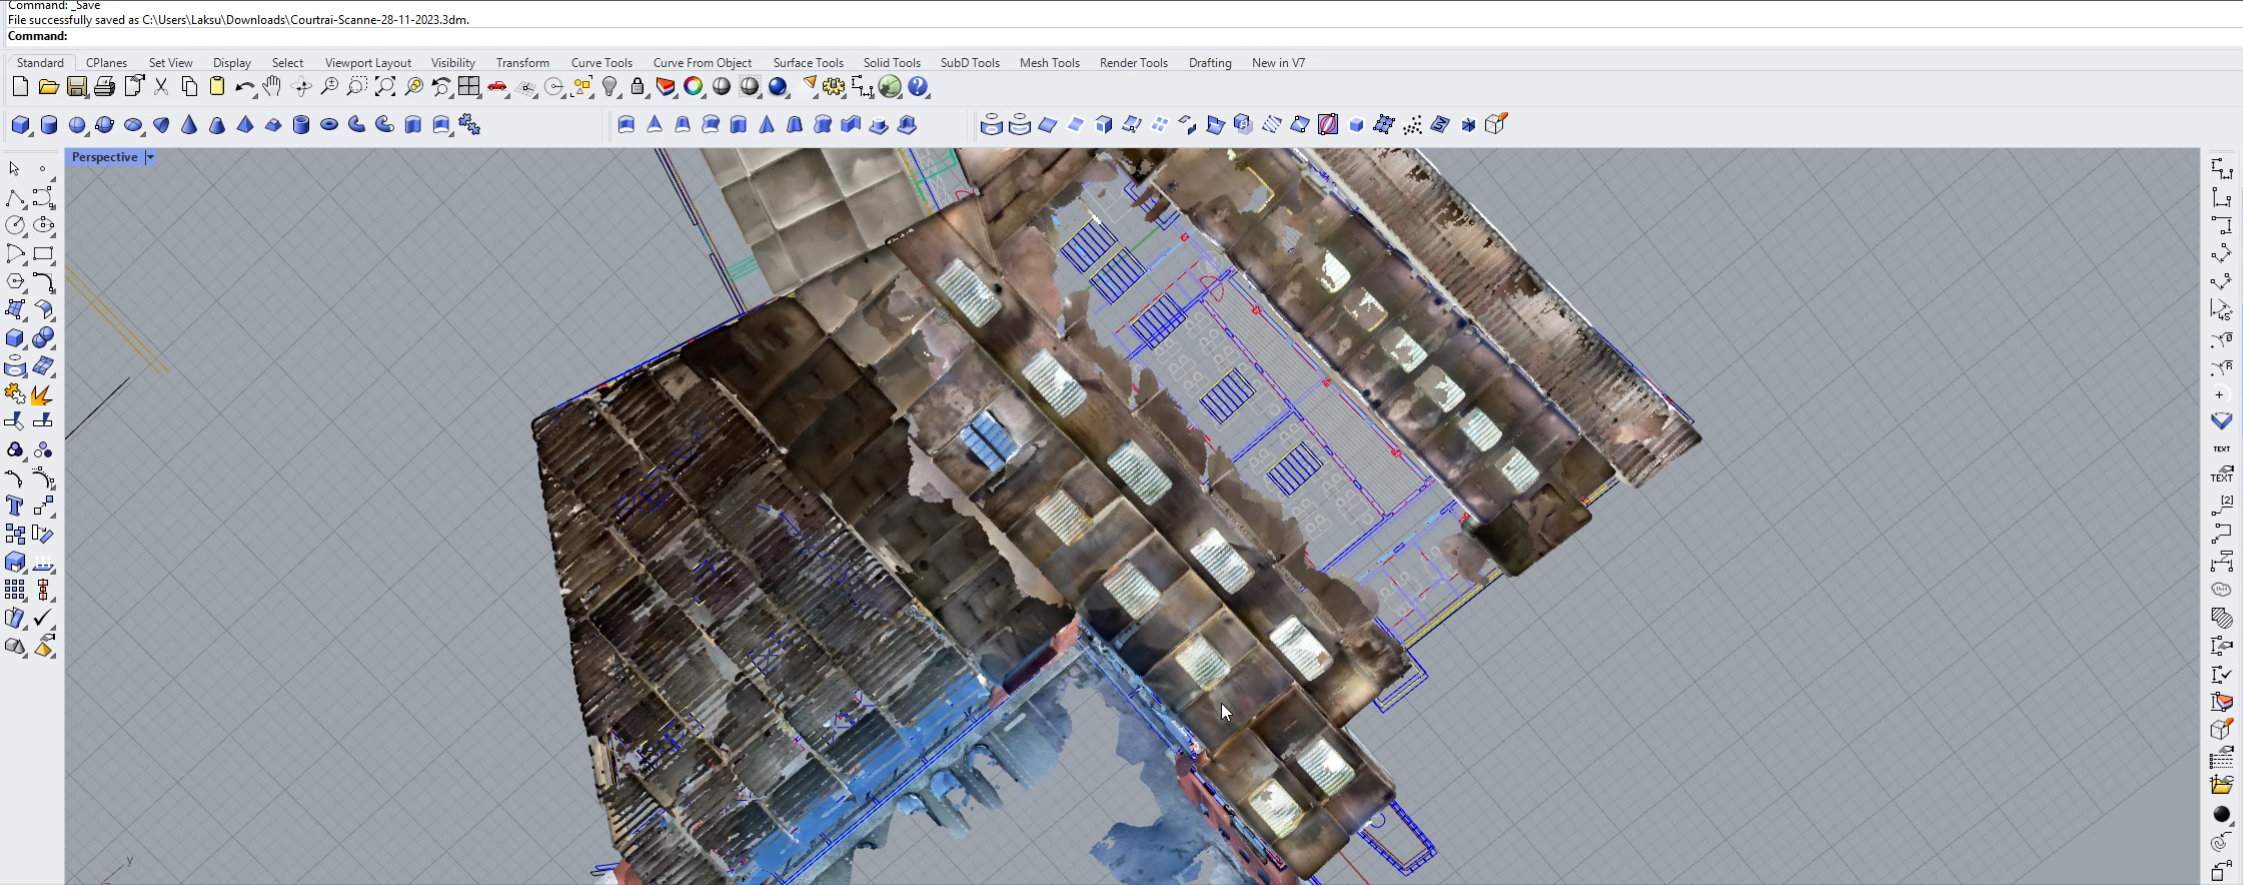 Command: _Save
File successfully saved as C:\Users\Laksu\Downloads\Courtrai-Scanne-28-11-2023.3dm.
Command:
Standard CPlanes Set View Display Select Viewport Layout Visibility Transform Curve Tools Curve From Object Surface Tools Solid Tools SubD Tools Mesh Tools Render Tools Drafting New in V7
Perspective
TEXT
TEXT
y